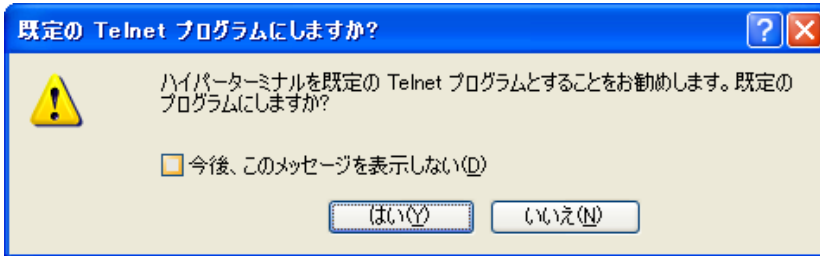 既定の Telnet プログラムにしますか?
ハイパーターミナルを既定の Telnet プログラムとすることをお勧めします。既定の
プログラムにしますか?
今後、このメッセージを表示しない(D)
はい(Y) いいえ(N)